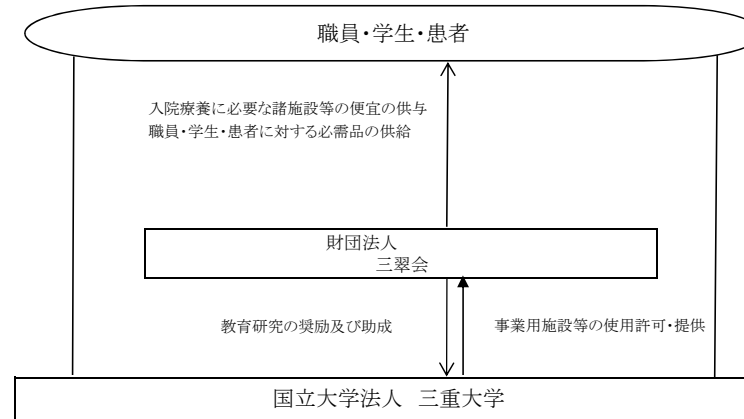 職員・学生・患者
入院療養に必要な諸施設等の便宜の供与
職員・学生・患者に対する必需品の供給
財団法人
三翠会
教育研究の奨励及び助成
事業用施設等の使用許可・提供
国立大学法人 三重大学